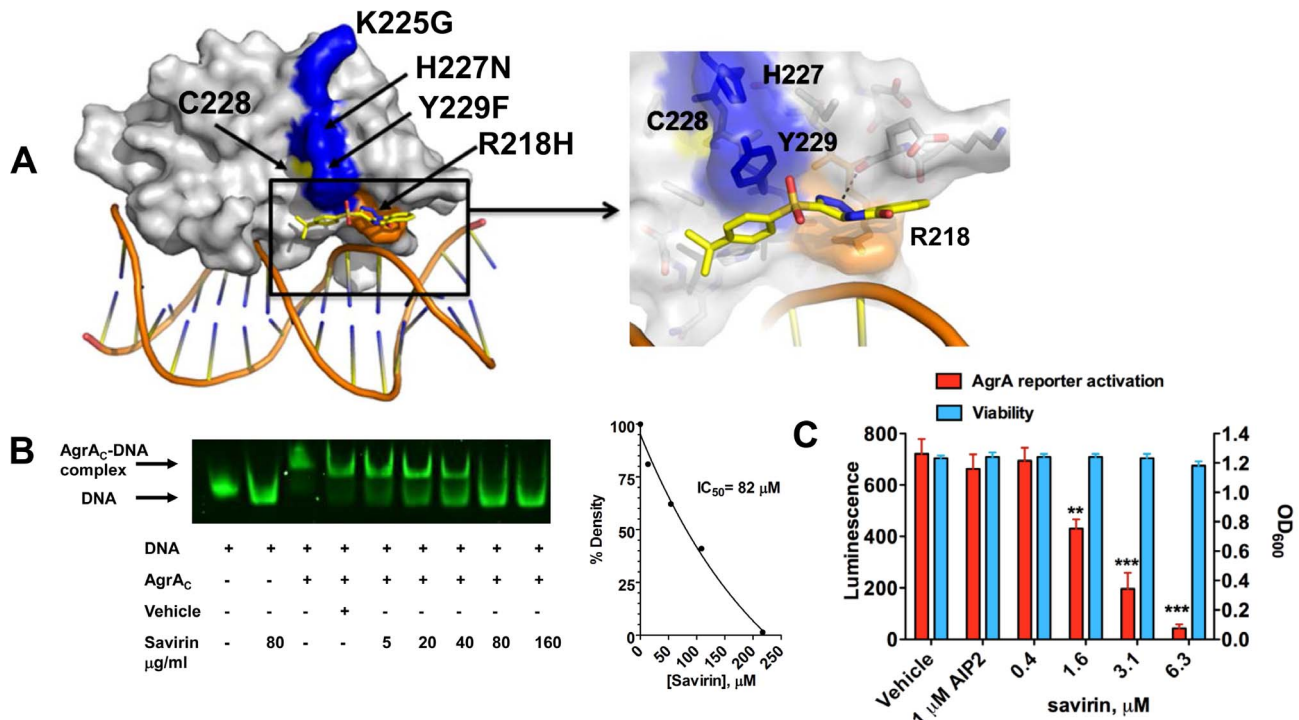 A
K225G
H227N
C228
Y229F
R218H
H227
C228
Y229
R218
B
AgrAC-DNA
complex
DNA
DNA + + + + + + + + +
AgrAC - - + + + + + + +
Vehicle - - - + - - - - -
Savirin - 80 - - 5 20 40 80 160
µg/ml
% Density
100
75
50
25
0
IC50= 82 µM
0 50 100 150 200 250
[Savirin], µM
C
AgrA reporter activation
Viability
Luminescence
800
600
400
200
0
**
***
***
1.4
1.2
1.0
0.8
0.6
0.4
0.2
0.0
OD600
Vehicle
1 µM AIP2
0.4
1.6
3.1
6.3
savirin, µM